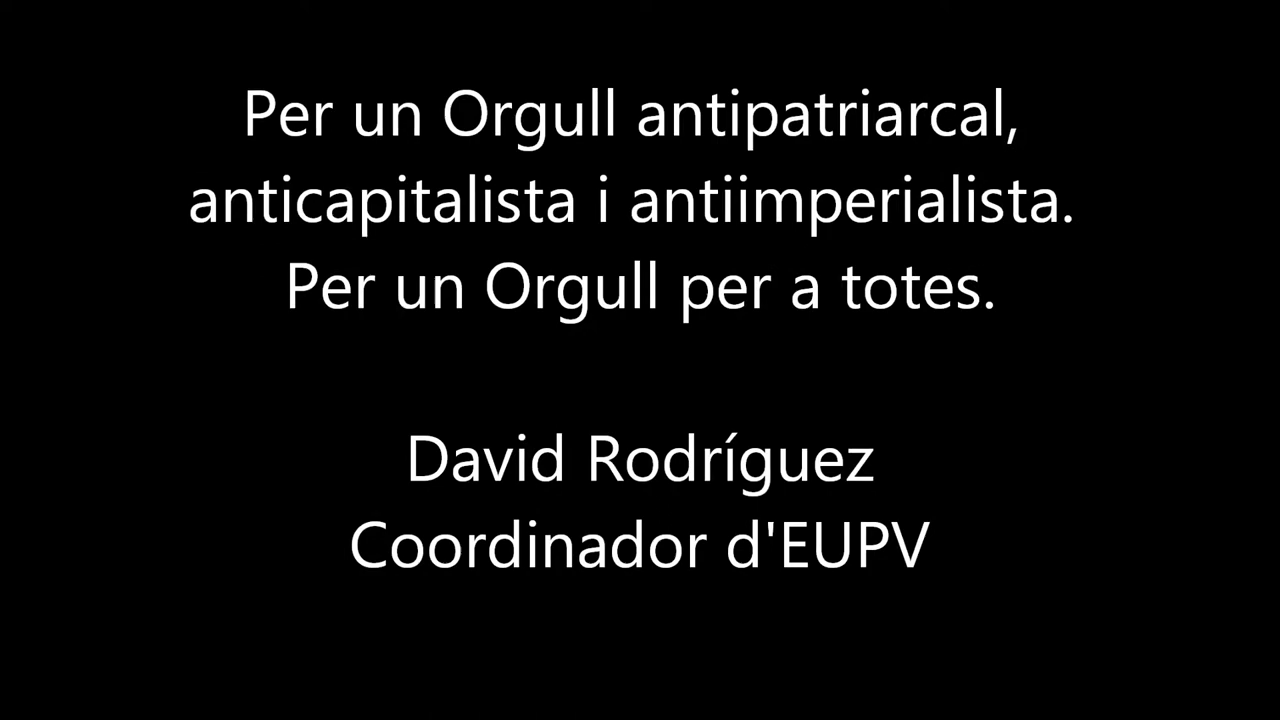 Per un Orgull antipatriarcal,
anticapitalista i antiimperialista.
Per un Orgull per a totes.
David Rodríguez
Coordinador d'EUPV